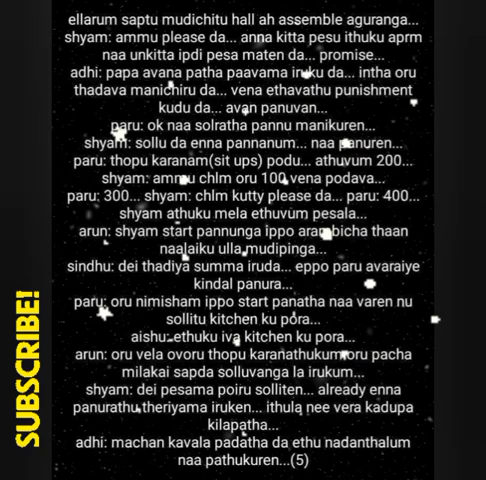 ellarum saptu mudichitu hall ah assemble aguranga...
shyam: ammu please da... anna kitta pesu ithuku aprm
naa unkitta ipdi pesa maten da... promise...
adhi: papa avana patha paavama iruku da... intha oru
thadava manichiru da... vena ethavathu punishment
kudu da... avan panuvan...
paru: ok naa solratha pannu manikuren...
shyam: sollu da enna pannanum... naa panuren...
paru: thopu karanam(sit ups) podu... athuvum 200...
shyam: ammu chlm oru 100 vena podava...
paru: 300... shyam: chlm kutty please da... paru: 400...
shyam athuku mela ethuvum pesala...
arun: shyam start pannunga ippo arambicha thaan
naalaiku ulla mudipinga...
sindhu: dei thadiya summa iruda... eppo paru avaraiye
kindal panura...
paru: oru nimisham ippo start panatha naa varen nu
sollitu kitchen ku pora...
aishu: ethuku iva kitchen ku pora...
arun: oru vela ovoru thopu karanathukum oru pacha
milakai sapda solluvanga la irukum...
shyam: dei pesama poiru solliten... already enna
panurathu theriyama iruken... ithula nee vera kadupa
kilapatha...
adhi: machan kavala padatha da ethu nadanthalum
naa pathukuren...(5)
SUBSCRIBE!